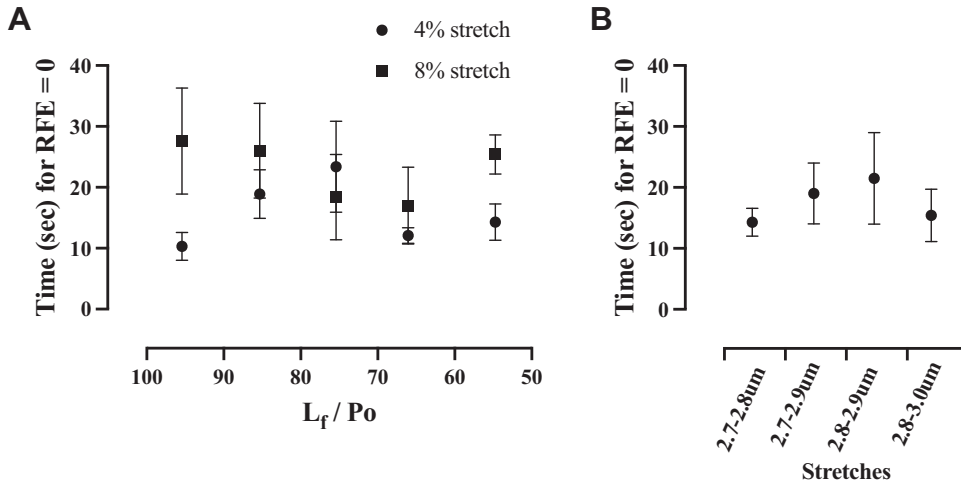 A
4% stretch
8% stretch
Time (sec) for RFE = 0
40
30
20
10
0
100 90 80 70 60 50
Lf / Po
B
Time (sec) for RFE = 0
40
30
20
10
0
2.7-2.8um
2.7-2.9um
2.8-2.9um
2.8-3.0um
Stretches